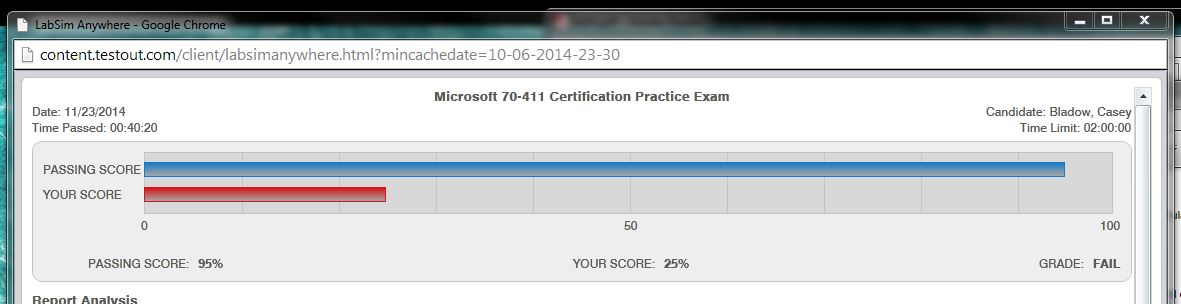 LabSim Anywhere - Google Chrome
content.testout.com/client/labsimanywhere.html?mincachedate=10-06-2014-23-30
Microsoft 70-411 Certification Practice Exam
Date: 11/23/2014
Candidate: Bladow, Casey
Time Passed: 00:40:20
Time Limit: 02:00:00
PASSING SCORE
YOUR SCORE
0 50 100
PASSING SCORE: 95% YOUR SCORE: 25% GRADE: FAIL
Report Analysis